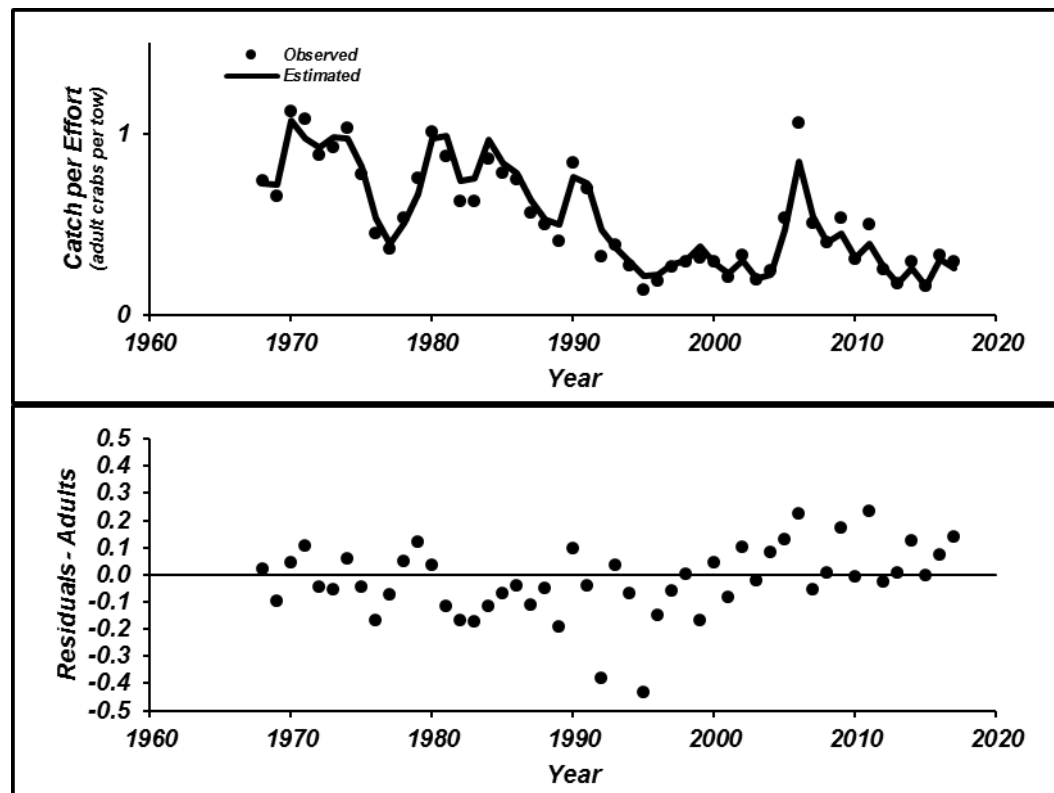 Observed
Estimated
Catch per Effort
(adult crabs per tow)
1
0
1960 1970 1980 1990 2000 2010 2020
Year
Residuals - Adults
0.5
0.4
0.3
0.2
0.1
0.0
-0.1
-0.2
-0.3
-0.4
-0.5
1960 1970 1980 1990 2000 2010 2020
Year